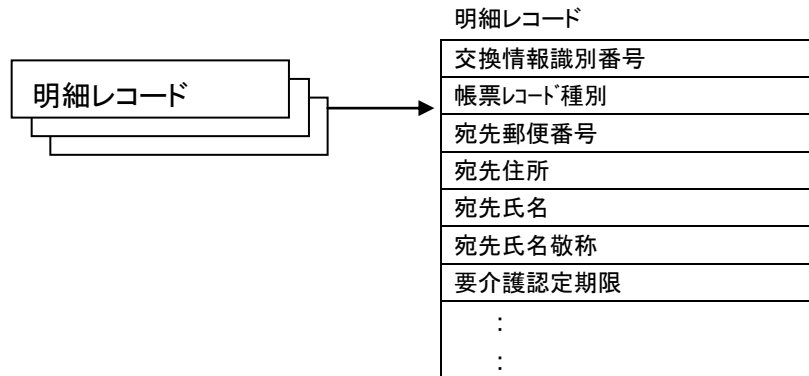 明細レコード
明細レコード
交換情報識別番号
帳票ﾚｺｰﾄﾞ種別
宛先郵便番号
宛先住所
宛先氏名
宛先氏名敬称
要介護認定期限
:
: